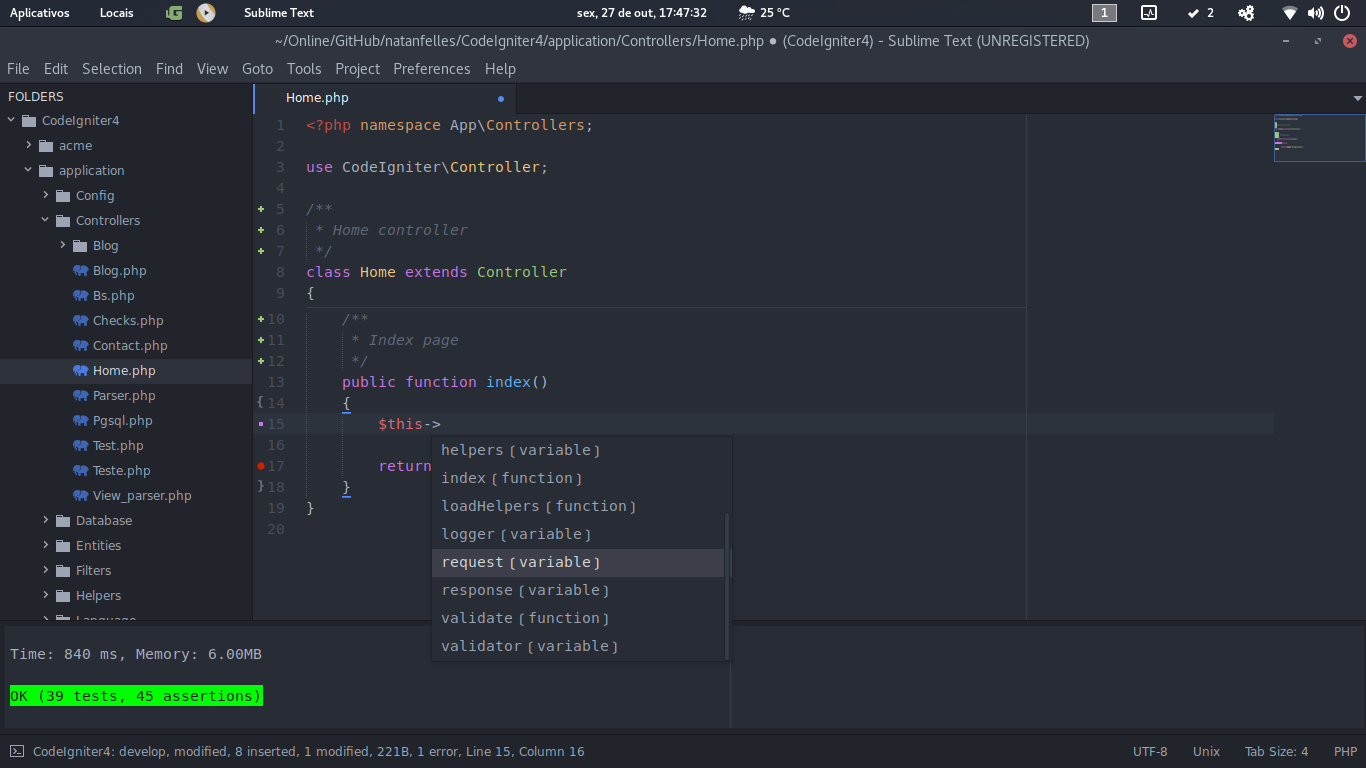 Aplicativos Locais Sublime Text sex, 27 de out, 17:47:32 25 °C 1 2
~/Online/GitHub/natanfelles/CodeIgniter4/application/Controllers/Home.php • (CodeIgniter4) - Sublime Text (UNREGISTERED)
File Edit Selection Find View Goto Tools Project Preferences Help
FOLDERS
CodeIgniter4
acme
application
Config
Controllers
Blog
Blog.php
Bs.php
Checks.php
Contact.php
Home.php
Parser.php
Pgsql.php
Test.php
Teste.php
View_parser.php
Database
Entities
Filters
Helpers
Language
Home.php
1 <?php namespace App\Controllers;
2
3 use CodeIgniter\Controller;
4
5 /**
6 * Home controller
7 */
8 class Home extends Controller
9 {
10 /**
11 * Index page
12 */
13 public function index()
{ 14 {
15 $this->
16
17 return
} 18 }
19 }
20
helpers (variable)
index (function)
loadHelpers (function)
logger (variable)
request (variable)
response (variable)
validate (function)
validator (variable)
Time: 840 ms, Memory: 6.00MB
OK (39 tests, 45 assertions)
CodeIgniter4: develop, modified, 8 inserted, 1 modified, 221B, 1 error, Line 15, Column 16 UTF-8 Unix Tab Size: 4 PHP